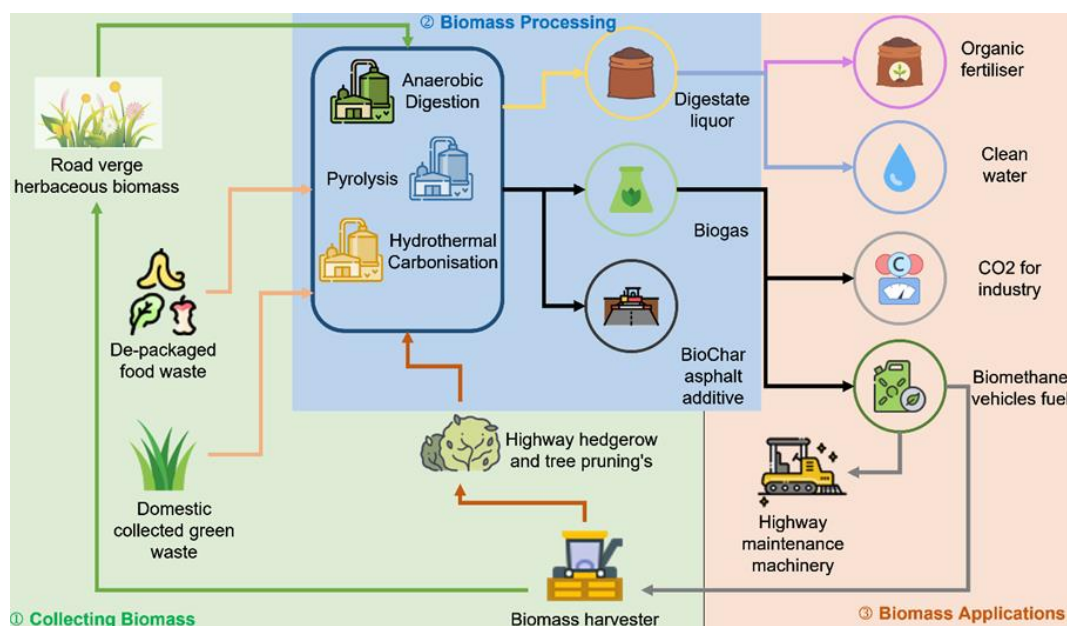 ② Biomass Processing
Anaerobic
Digestion
Pyrolysis
Hydrothermal
Carbonisation
Road verge
herbaceous biomass
De-packaged
food waste
Domestic
collected green
waste
Highway hedgerow
and tree pruning's
Biomass harvester
① Collecting Biomass
Digestate
liquor
Biogas
BioChar
asphalt
additive
Organic
fertiliser
Clean
water
C
CO2 for
industry
Biomethane
vehicles fuel
Highway
maintenance
machinery
③ Biomass Applications